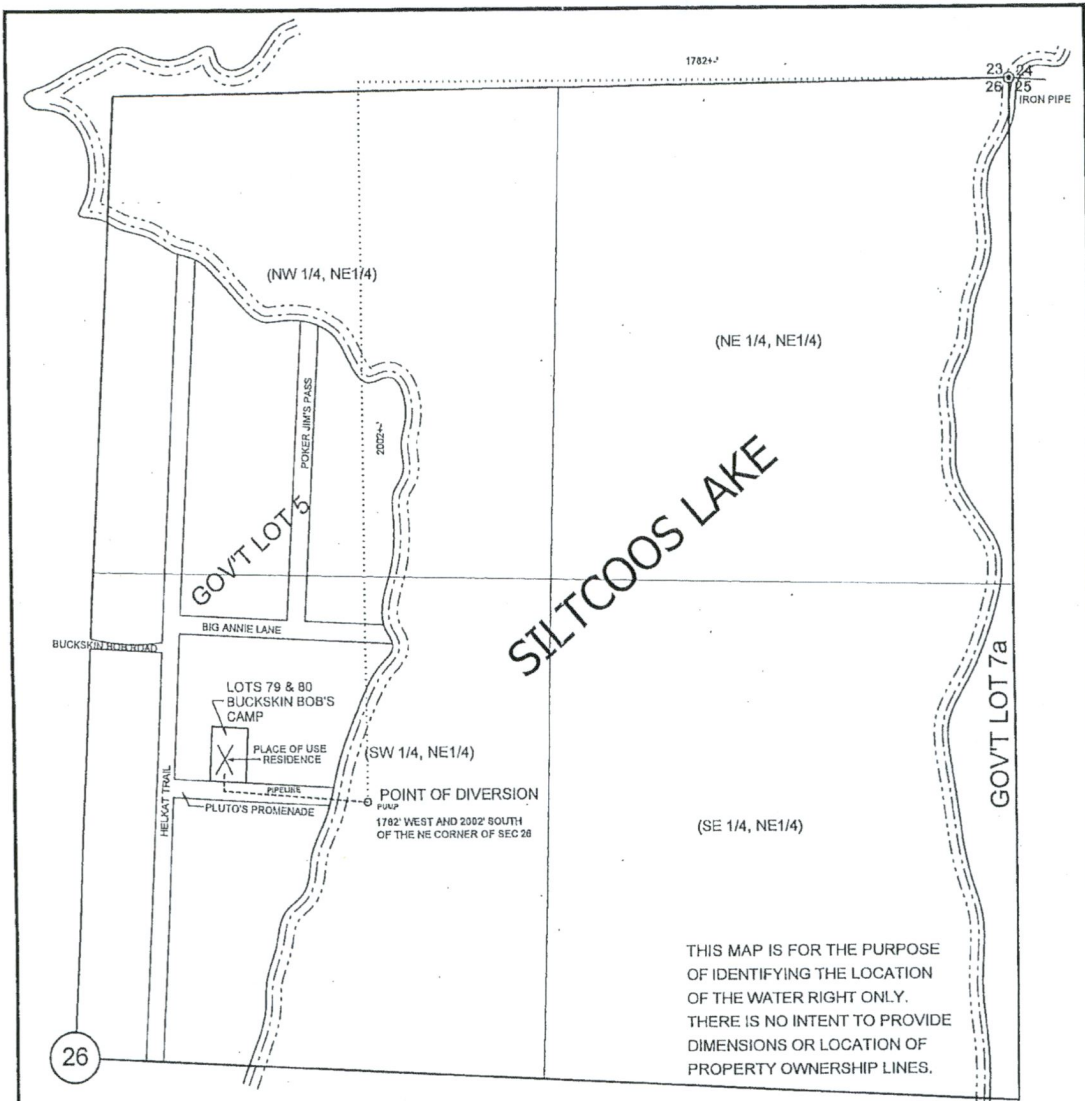 1782+-'
23 24
26 25
IRON PIPE
(NW 1/4, NE1/4)
(NE 1/4, NE1/4)
POKER JIM'S PASS
2002+-'
GOV'T LOT 5
SILTCOOS LAKE
BIG ANNIE LANE
BUCKSKIN BOB ROAD
GOV'T LOT 7a
LOTS 79 & 80
BUCKSKIN BOB'S
CAMP
PLACE OF USE
RESIDENCE
(SW 1/4, NE1/4)
HELKAT TRAIL
PIPELINE
POINT OF DIVERSION
PUMP
PLUTO'S PROMENADE
1782' WEST AND 2002' SOUTH
OF THE NE CORNER OF SEC 26
(SE 1/4, NE1/4)
THIS MAP IS FOR THE PURPOSE
OF IDENTIFYING THE LOCATION
OF THE WATER RIGHT ONLY.
THERE IS NO INTENT TO PROVIDE
DIMENSIONS OR LOCATION OF
PROPERTY OWNERSHIP LINES.
26